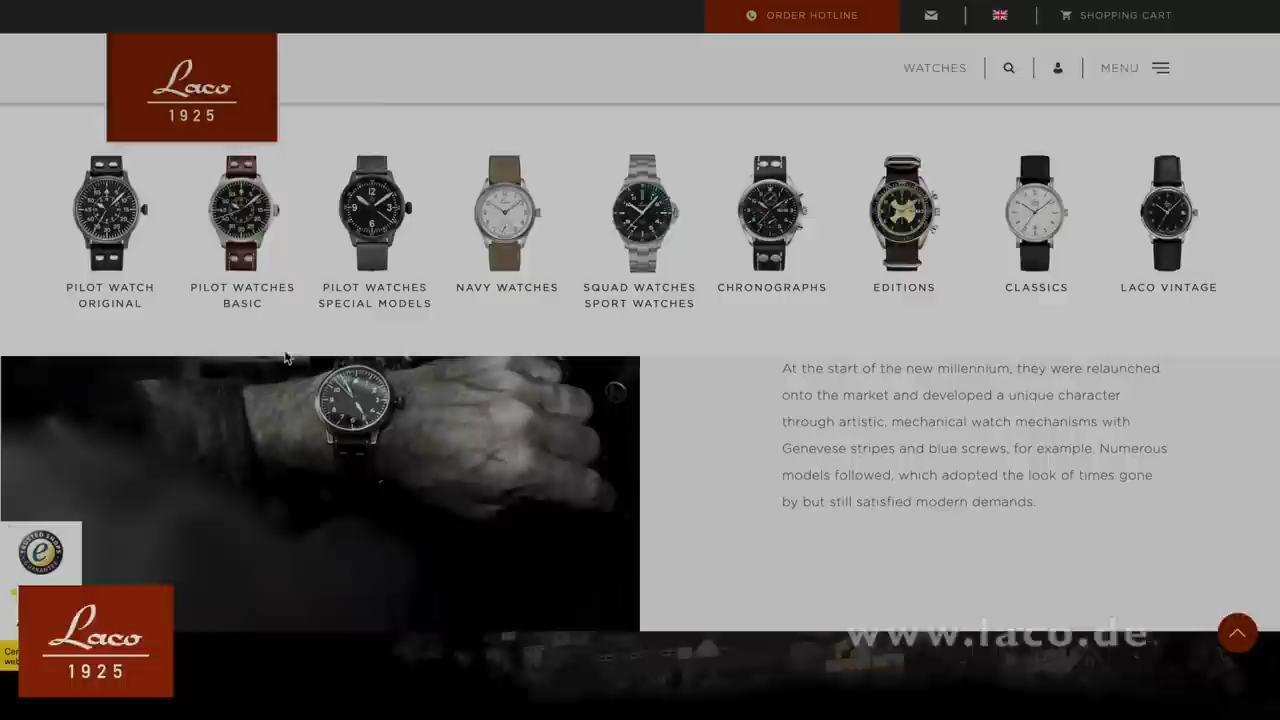 ORDER HOTLINE
SHOPPING CART
Laco
1925
WATCHES
MENU
PILOT WATCH
ORIGINAL
PILOT WATCHES
BASIC
PILOT WATCHES
SPECIAL MODELS
NAVY WATCHES
SQUAD WATCHES
SPORT WATCHES
CHRONOGRAPHS
EDITIONS
CLASSICS
LACO VINTAGE
At the start of the new millennium, they were relaunched
onto the market and developed a unique character
through artistic, mechanical watch mechanisms with
Genevese stripes and blue screws, for example. Numerous
models followed, which adopted the look of times gone
by but still satisfied modern demands.
TRUSTED SHOPS
GUARANTEE
Laco
1925
www.laco.de